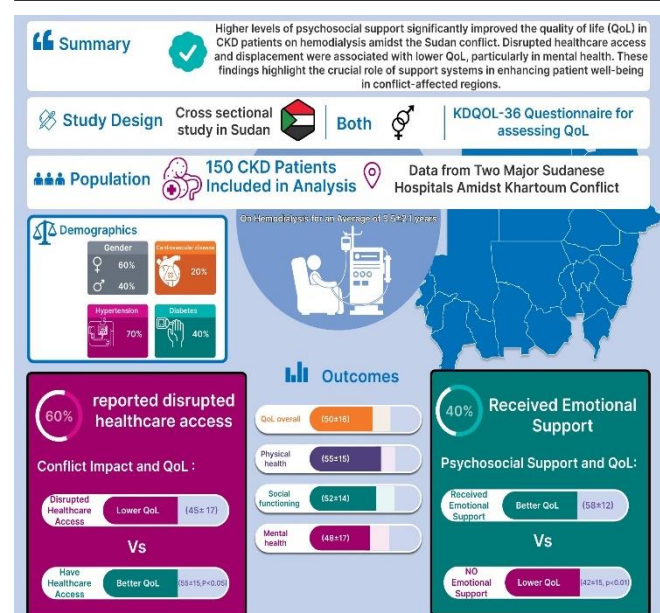 Summary
Higher levels of psychosocial support significantly improved the quality of life (QoL) in
CKD patients on hemodialysis amidst the Sudan conflict. Disrupted healthcare access
and displacement were associated with lower QoL, particularly in mental health. These
findings highlight the crucial role of support systems in enhancing patient well-being
in conflict-affected regions.
Study Design
Cross sectional
study in Sudan
Both
KDQOL-36 Questionnaire for
assessing QoL
Population
150 CKD Patients
Included in Analysis
Data from Two Major Sudanese
Hospitals Amidst Khartoum Conflict
On Hemodialysis for an Average of 3.5±2.1 years
Demographics
Gender
60%
40%
Cardiovascular disease
20%
Hypertension
70%
Diabetes
40%
60%
reported disrupted
healthcare access
Conflict Impact and QoL :
Disrupted
Healthcare
Access
Lower QoL
(45±17)
Vs
Have
Healthcare
Access
Better QoL
(55±15,P<0.05)
Outcomes
QoL overall
(50±16)
Physical
health
(55±15)
Social
functioning
(52±14)
Mental
health
(48±17)
40%
Received Emotional
Support
Psychosocial Support and QoL:
Received
Emotional
Support
Better QoL
(58±12)
Vs
NO
Emotional
Support
Lower QoL
(42±15, p<0.01)